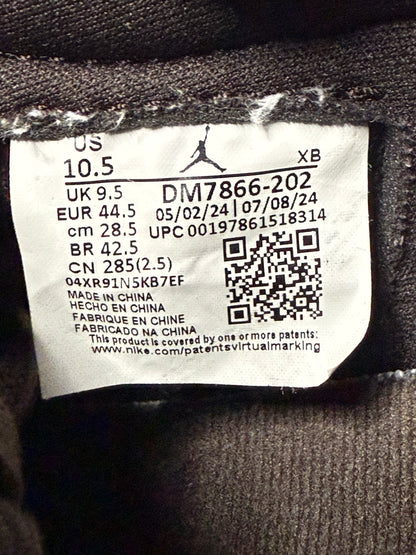 US
10.5
XB
UK 9.5
DM7866-202
EUR 44.5
05/02/24 | 07/08/24
cm 28.5
UPC 00197861518314
BR 42.5
CN 285(2.5)
04XR91N5KB7EF
MADE IN CHINA
HECHO EN CHINA
FABRIQUE EN CHINE
FABRICADO NA CHINA
This product is covered by one or more patents:
www.nike.com/patentsvirtualmarking